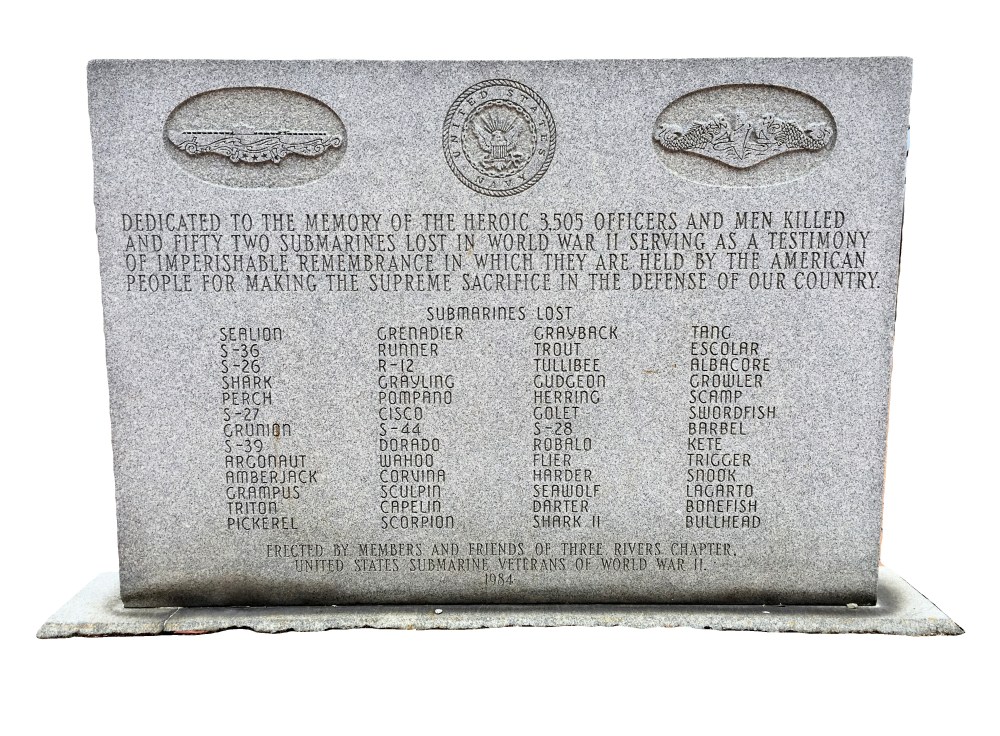 UNITED STATES NAVY
DEDICATED TO THE MEMORY OF THE HEROIC 3,505 OFFICERS AND MEN KILLED
AND FIFTY TWO SUBMARINES LOST IN WORLD WAR II SERVING AS A TESTIMONY
OF IMPERISHABLE REMEMBRANCE IN WHICH THEY ARE HELD BY THE AMERICAN
PEOPLE FOR MAKING THE SUPREME SACRIFICE IN THE DEFENSE OF OUR COUNTRY.
SUBMARINES LOST
SEALION GRENADIER GRAYBACK TANG
S-36 RUNNER TROUT ESCOLAR
S-26 R-12 TULLIBEE ALBACORE
SHARK GRAYLING GUDGEON GROWLER
PERCH POMPANO HERRING SCAMP
S-27 CISCO GOLET SWORDFISH
GRUNION S-44 S-28 BARBEL
S-39 DORADO ROBALO KETE
ARGONAUT WAHOO FLIER TRIGGER
AMBERJACK CORVINA HARDER SNOOK
GRAMPUS SCULPIN SEAWOLF LAGARTO
TRITON CAPELIN DARTER BONEFISH
PICKEREL SCORPION SHARK II BULLHEAD
ERECTED BY MEMBERS AND FRIENDS OF THREE RIVERS CHAPTER,
UNITED STATES SUBMARINE VETERANS OF WORLD WAR II.
1984